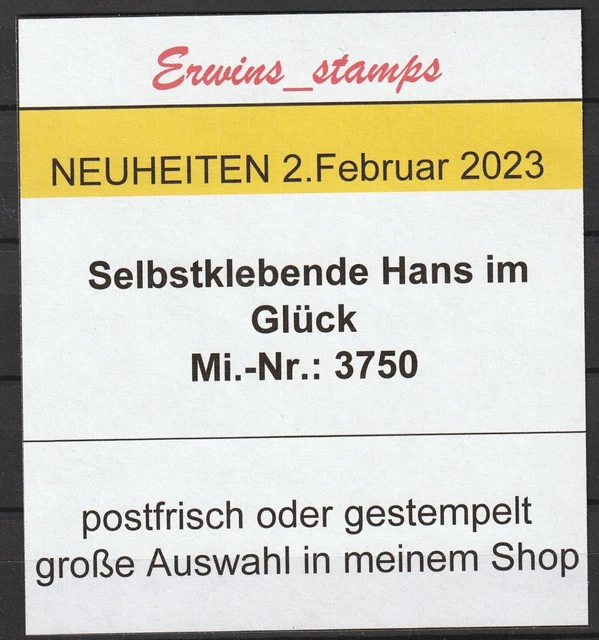 Erwins_stamps
NEUHEITEN 2.Februar 2023
Selbstklebende Hans im
Glück
Mi.-Nr.: 3750
postfrisch oder gestempelt
große Auswahl in meinem Shop